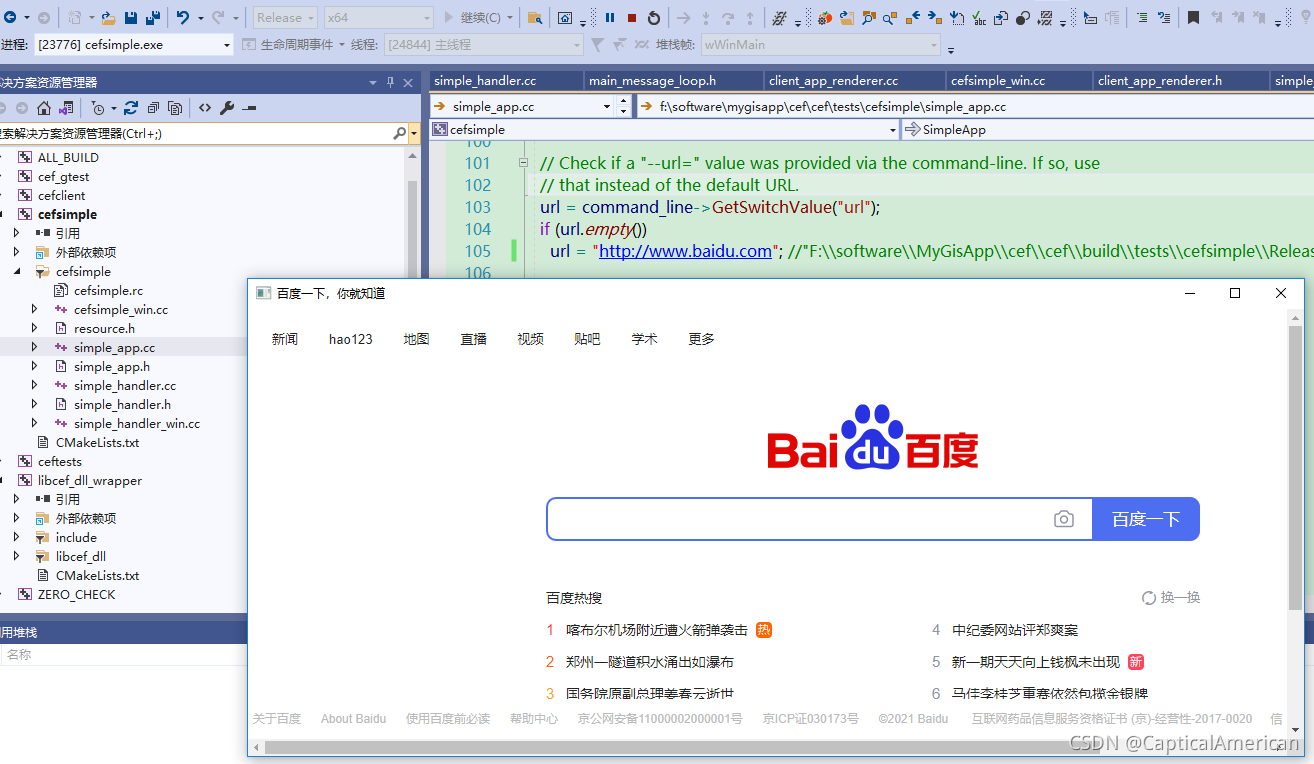 Release x64 继续(C)
进程: [23776] cefsimple.exe 生命周期事件 线程: [24844] 主线程 堆栈帧: wWinMain
决方案资源管理器
搜索解决方案资源管理器(Ctrl+;)
ALL_BUILD
cef_gtest
cefclient
cefsimple
引用
外部依赖项
cefsimple
cefsimple.rc
cefsimple_win.cc
resource.h
simple_app.cc
simple_app.h
simple_handler.cc
simple_handler.h
simple_handler_win.cc
CMakeLists.txt
ceftests
libcef_dll_wrapper
引用
外部依赖项
include
libcef_dll
CMakeLists.txt
ZERO_CHECK
用堆栈
名称
simple_handler.cc main_message_loop.h client_app_renderer.cc cefsimple_win.cc client_app_renderer.h simple
simple_app.cc f:\software\mygisapp\cef\cef\tests\cefsimple\simple_app.cc
cefsimple SimpleApp
100
101 // Check if a "--url=" value was provided via the command-line. If so, use
102 // that instead of the default URL.
103 url = command_line->GetSwitchValue("url");
104 if (url.empty())
105 url = "http://www.baidu.com"; //"F:\\software\\MyGisApp\\cef\\cef\\build\\tests\\cefsimple\\Releas
106
百度一下，你就知道
新闻 hao123 地图 直播 视频 贴吧 学术 更多
Bai du 百度
百度一下
百度热搜 换一换
1 喀布尔机场附近遭火箭弹袭击 热
4 中纪委网站评郑爽案
2 郑州一隧道积水涌出如瀑布
5 新一期天天向上钱枫未出现 新
3 国务院原副总理姜春云逝世
6 马佳李桂芝重赛依然包揽金银牌
关于百度 About Baidu 使用百度前必读 帮助中心 京公网安备11000002000001号 京ICP证030173号 ©2021 Baidu 互联网药品信息服务资格证书 (京)-经营性-2017-0020 信
CSDN @CapticalAmerican